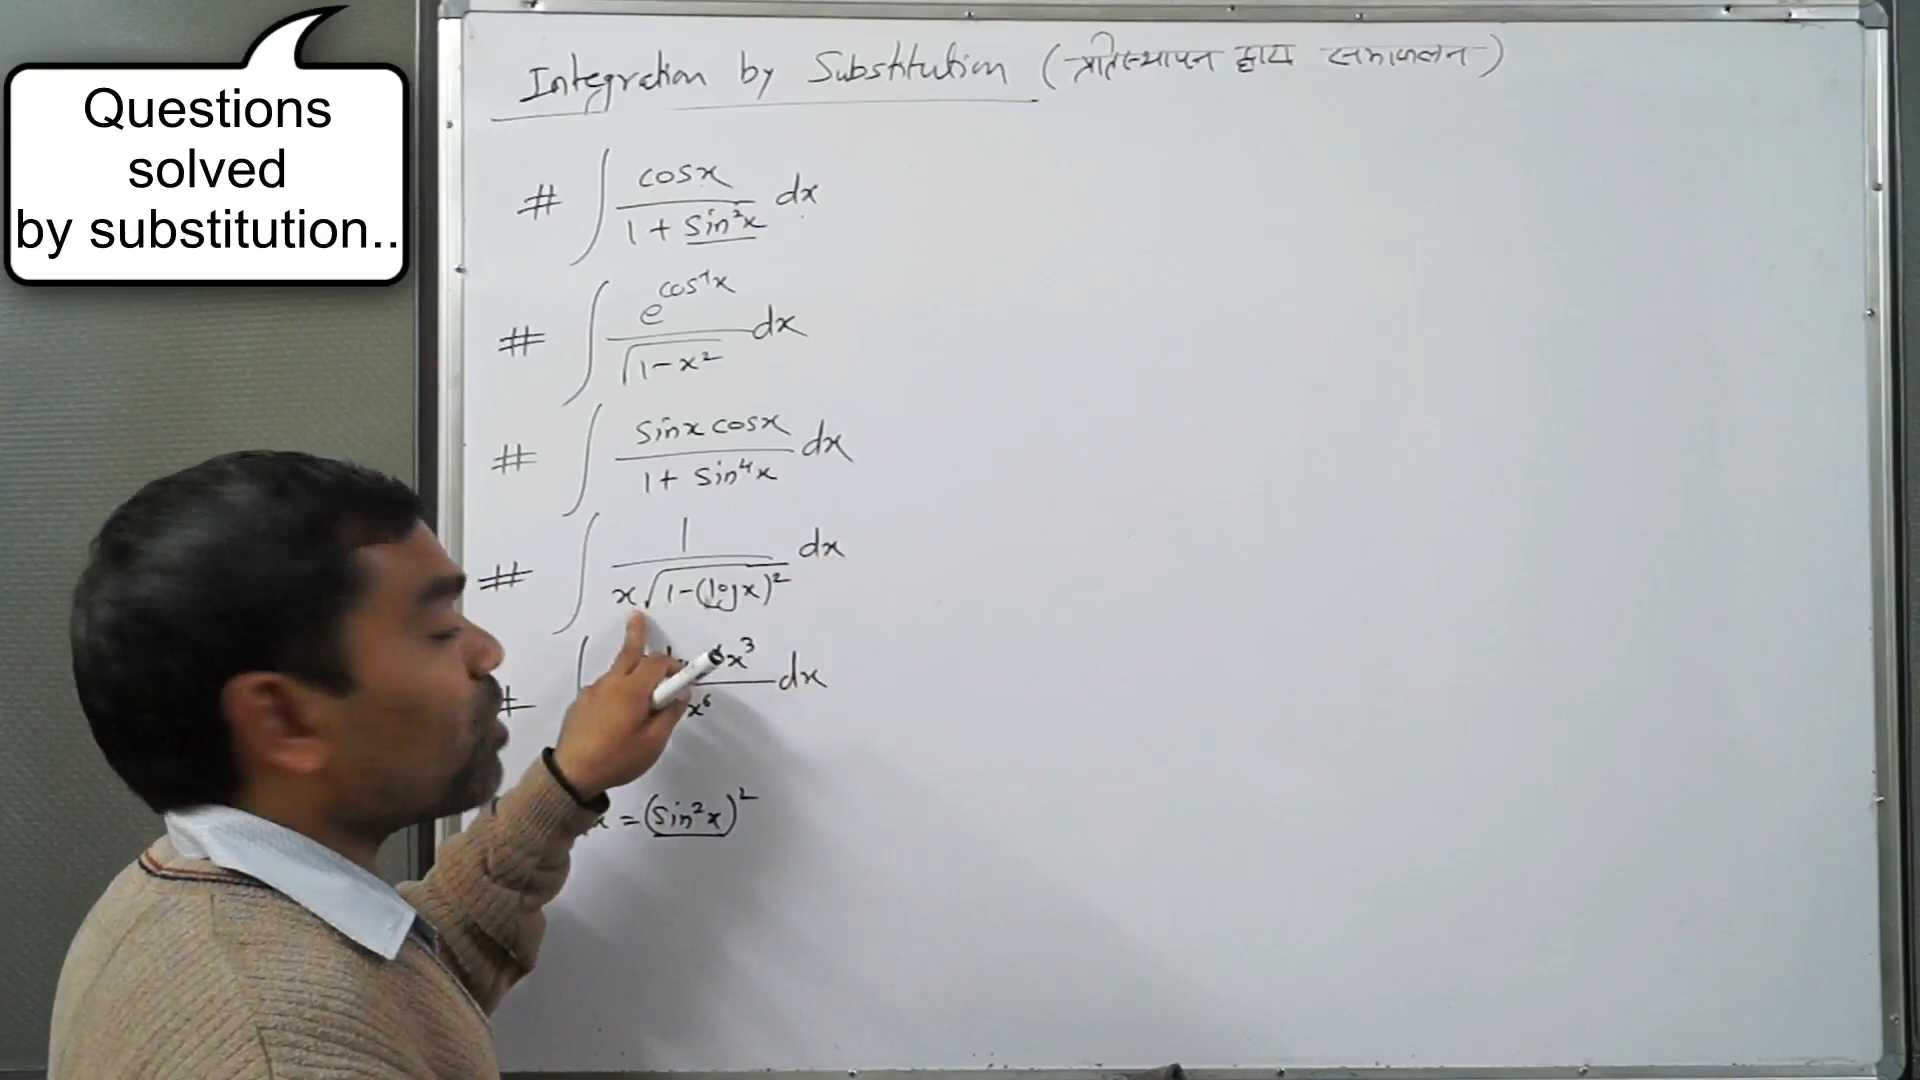 Questions
solved
by substitution..
Integration by Substitution (प्रतिस्थापन द्वारा समाकलन)
# ∫ cosx / 1 + sin²x dx
# ∫ e^cos⁻¹x / √1-x² dx
# ∫ sinx cosx / 1 + sin⁴x dx
# ∫ 1 / x√1-(logx)² dx
# ∫ x³ / x⁶ dx
x = (sin²x)²